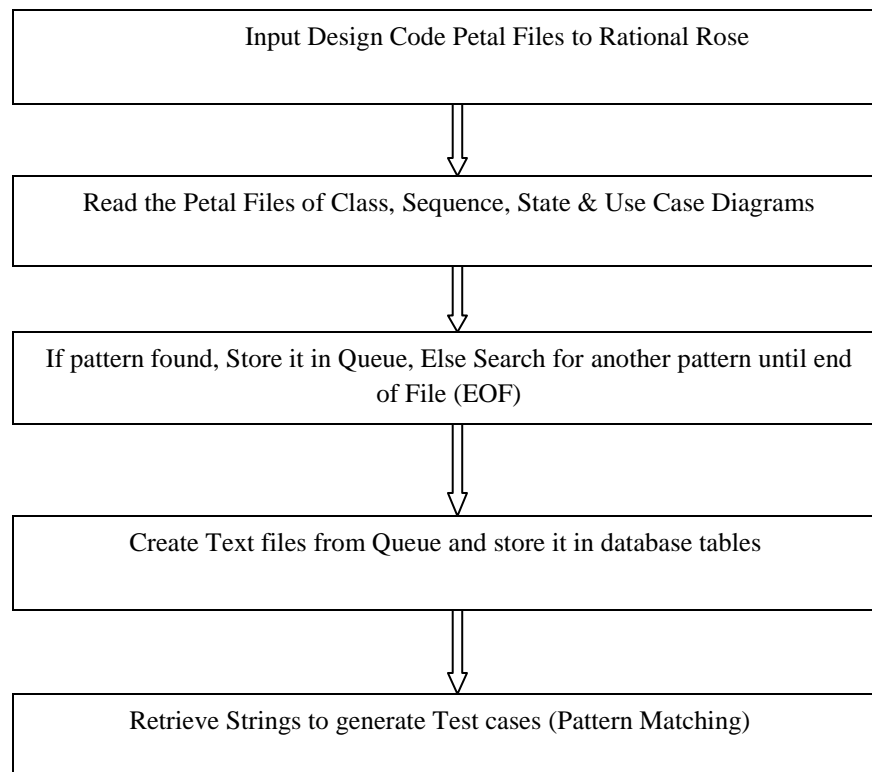 Input Design Code Petal Files to Rational Rose
Read the Petal Files of Class, Sequence, State & Use Case Diagrams
If pattern found, Store it in Queue, Else Search for another pattern until end
of File (EOF)
Create Text files from Queue and store it in database tables
Retrieve Strings to generate Test cases (Pattern Matching)